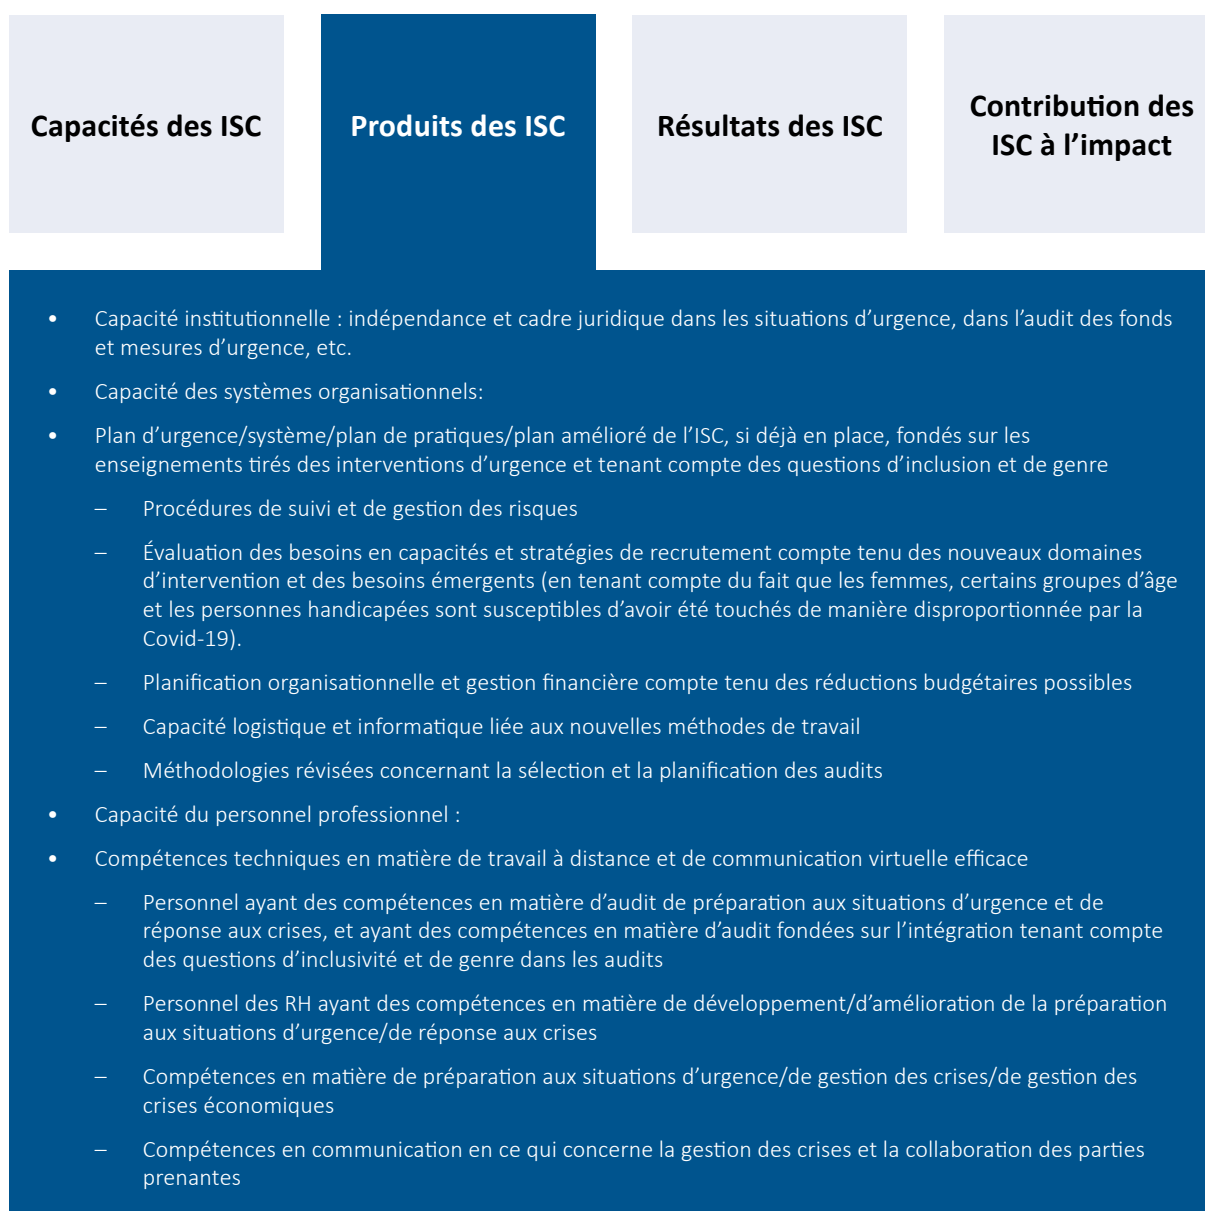 Capacités des ISC
Produits des ISC
Résultats des ISC
Contribution des
ISC à l’impact
• Capacité institutionnelle : indépendance et cadre juridique dans les situations d’urgence, dans l’audit des fonds
et mesures d’urgence, etc.
• Capacité des systèmes organisationnels:
• Plan d’urgence/système/plan de pratiques/plan amélioré de l’ISC, si déjà en place, fondés sur les
enseignements tirés des interventions d’urgence et tenant compte des questions d’inclusion et de genre
– Procédures de suivi et de gestion des risques
– Évaluation des besoins en capacités et stratégies de recrutement compte tenu des nouveaux domaines
d’intervention et des besoins émergents (en tenant compte du fait que les femmes, certains groupes d’âge
et les personnes handicapées sont susceptibles d’avoir été touchés de manière disproportionnée par la
Covid-19).
– Planification organisationnelle et gestion financière compte tenu des réductions budgétaires possibles
– Capacité logistique et informatique liée aux nouvelles méthodes de travail
– Méthodologies révisées concernant la sélection et la planification des audits
• Capacité du personnel professionnel :
• Compétences techniques en matière de travail à distance et de communication virtuelle efficace
– Personnel ayant des compétences en matière d’audit de préparation aux situations d’urgence et de
réponse aux crises, et ayant des compétences en matière d’audit fondées sur l’intégration tenant compte
des questions d’inclusivité et de genre dans les audits
– Personnel des RH ayant des compétences en matière de développement/d’amélioration de la préparation
aux situations d’urgence/de réponse aux crises
– Compétences en matière de préparation aux situations d’urgence/de gestion des crises/de gestion des
crises économiques
– Compétences en communication en ce qui concerne la gestion des crises et la collaboration des parties
prenantes